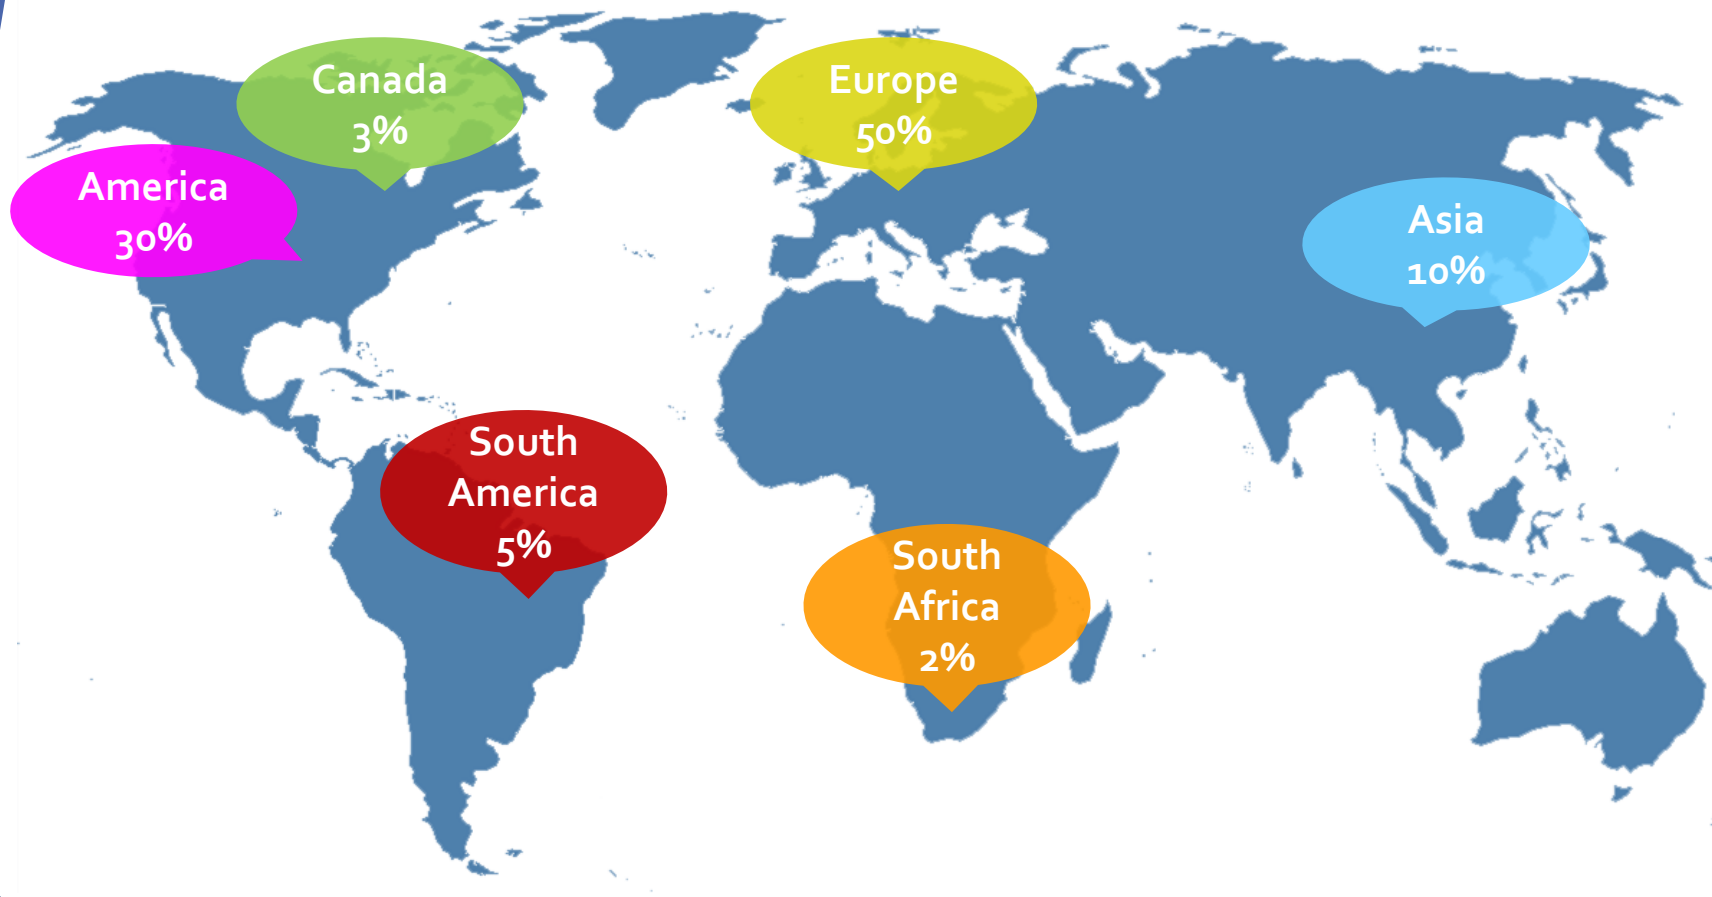 Canada
3%
Europe
50%
America
30%
Asia
10%
South
America
5%
South
Africa
2%